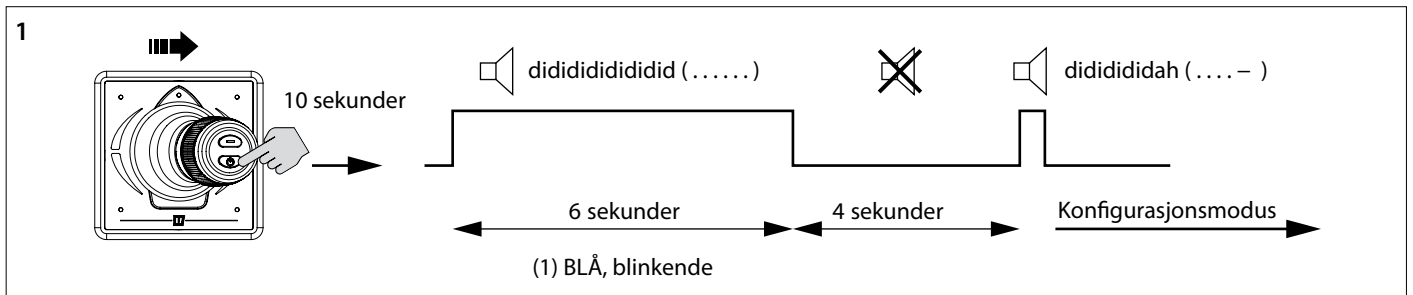 1
10 sekunder
didididididididid ( . . . . . . )
didididididah ( . . . . – )
6 sekunder
4 sekunder
Konfigurasjonsmodus
(1) BLÅ, blinkende